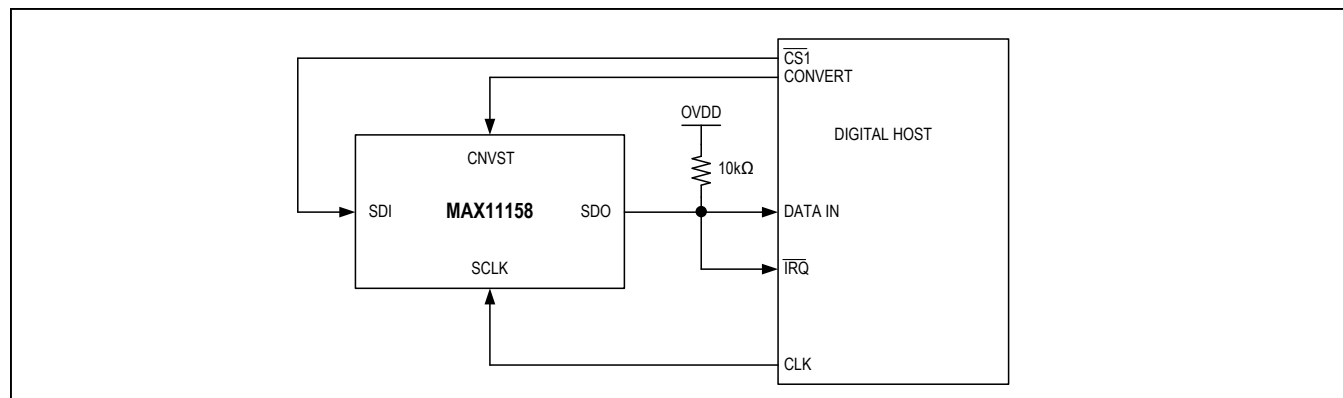 CS1
CONVERT
OVDD
DIGITAL HOST
CNVST
10kΩ
SDI
MAX11158
SDO
DATA IN
SCLK
IRQ
CLK